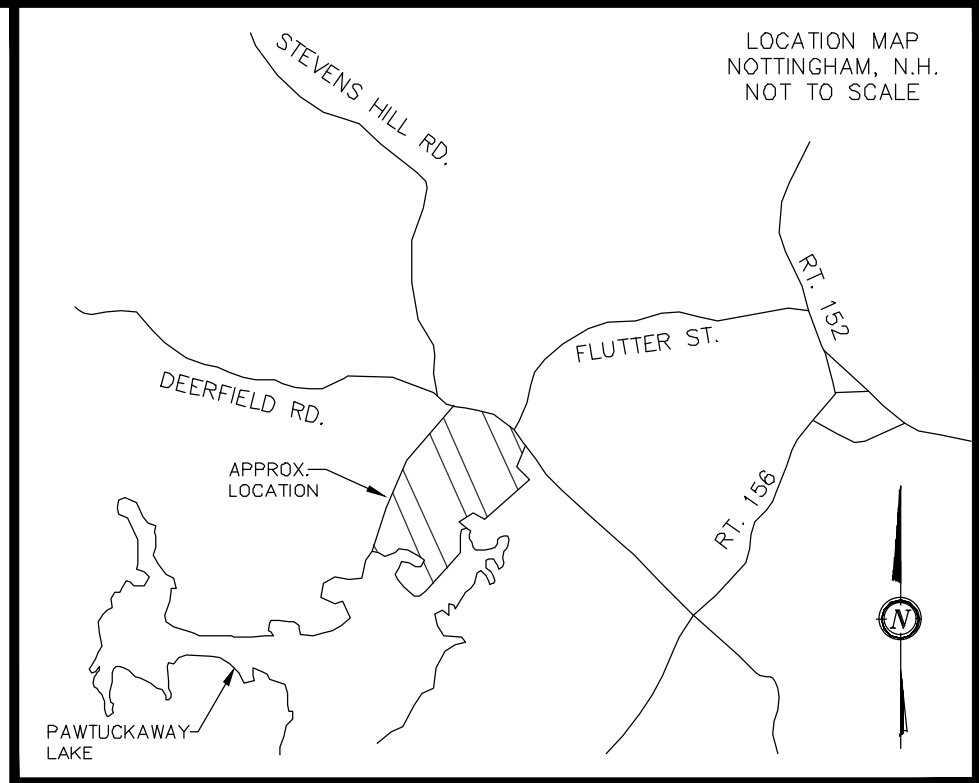 LOCATION MAP
NOTTINGHAM, N.H.
NOT TO SCALE
STEVENS HILL RD.
RT. 152
FLUTTER ST.
DEERFIELD RD.
APPROX.
LOCATION
RT. 156
N
PAWTUCKAWAY
LAKE